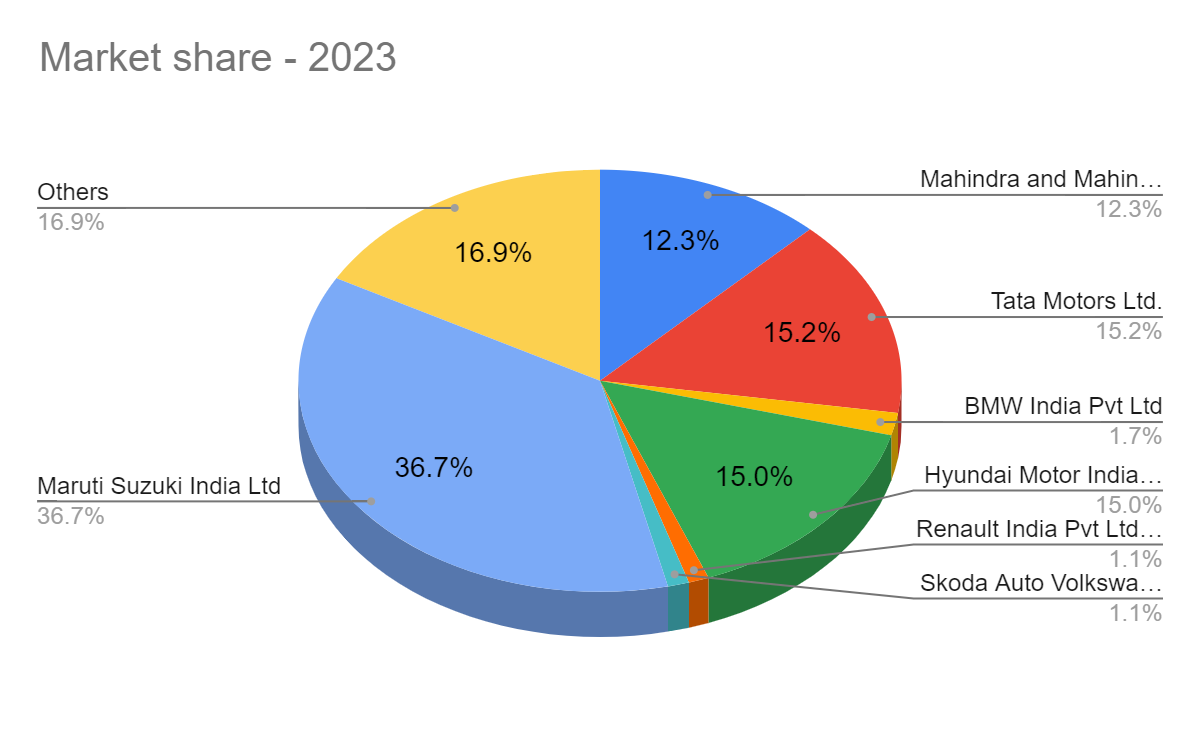 Market share - 2023
Others
16.9%
Maruti Suzuki India Ltd
36.7%
16.9%
12.3%
15.2%
15.0%
36.7%
Mahindra and Mahin…
12.3%
Tata Motors Ltd.
15.2%
BMW India Pvt Ltd
1.7%
Hyundai Motor India…
15.0%
Renault India Pvt Ltd…
1.1%
Skoda Auto Volkswa…
1.1%